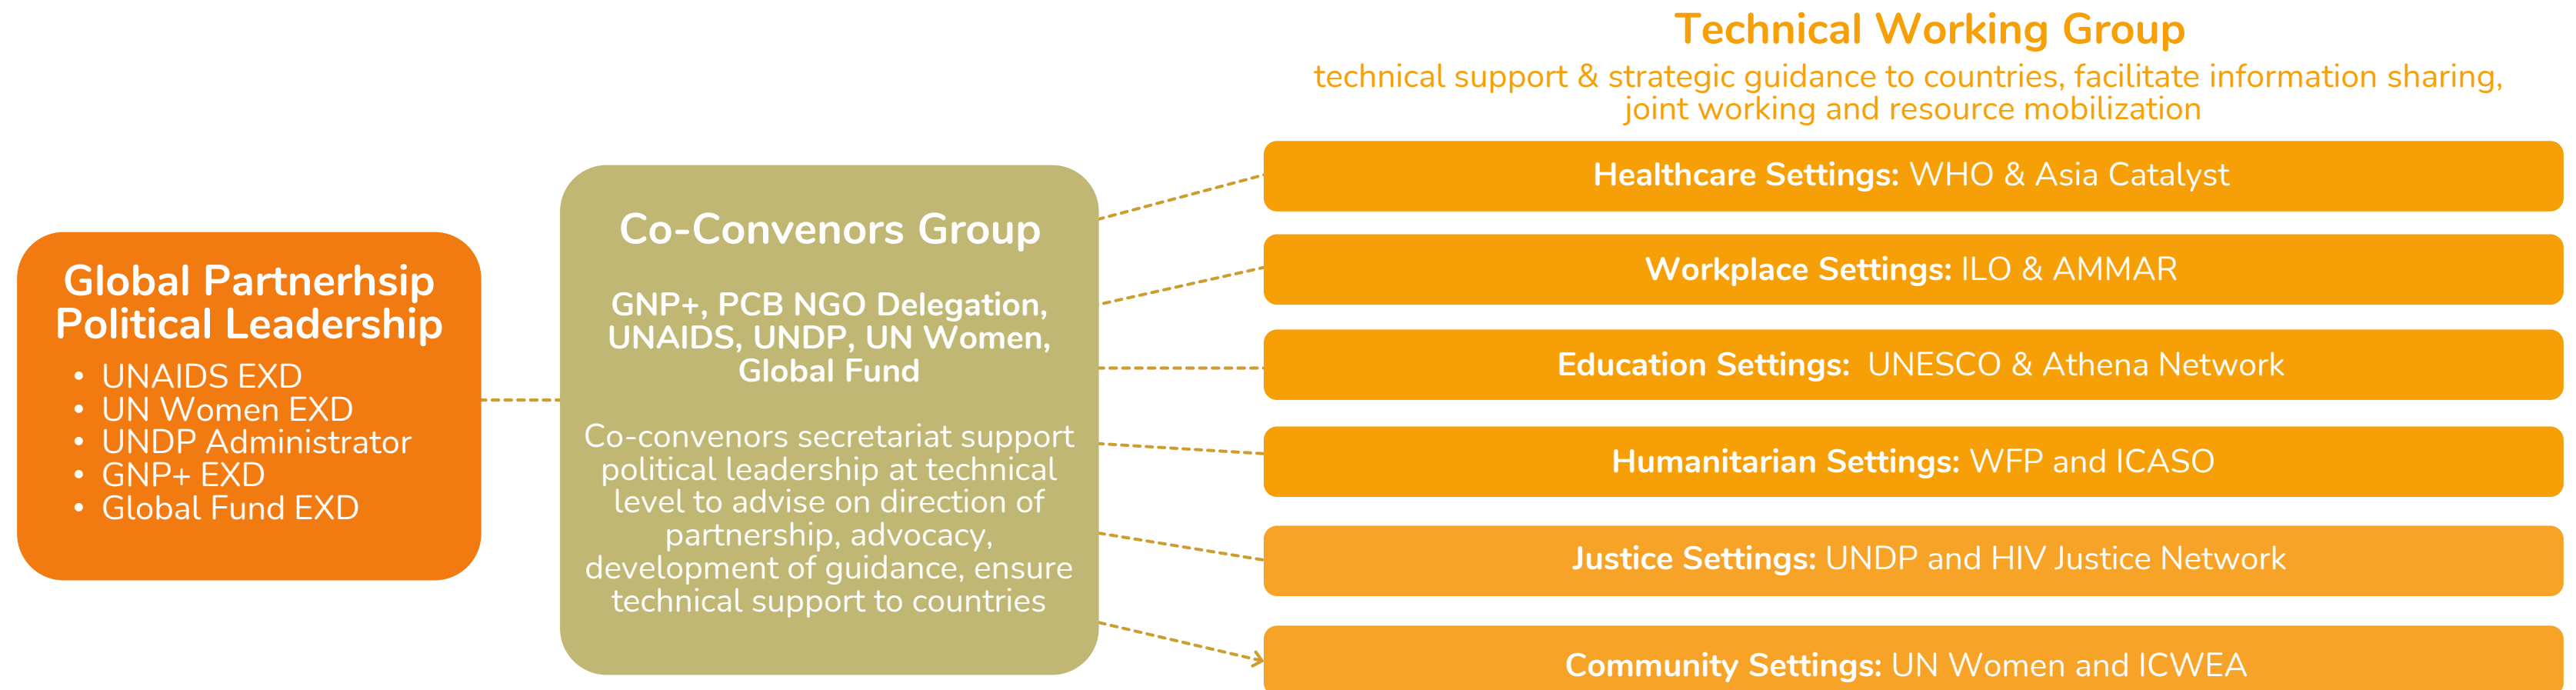 Global Partnerhsip
Political Leadership
• UNAIDS EXD
• UN Women EXD
• UNDP Administrator
• GNP+ EXD
• Global Fund EXD
Co-Convenors Group
GNP+, PCB NGO Delegation,
UNAIDS, UNDP, UN Women,
Global Fund
Co-convenors secretariat support
political leadership at technical
level to advise on direction of
partnership, advocacy,
development of guidance, ensure
technical support to countries
Technical Working Group
technical support & strategic guidance to countries, facilitate information sharing,
joint working and resource mobilization
Healthcare Settings: WHO & Asia Catalyst
Workplace Settings: ILO & AMMAR
Education Settings: UNESCO & Athena Network
Humanitarian Settings: WFP and ICASO
Justice Settings: UNDP and HIV Justice Network
Community Settings: UN Women and ICWEA